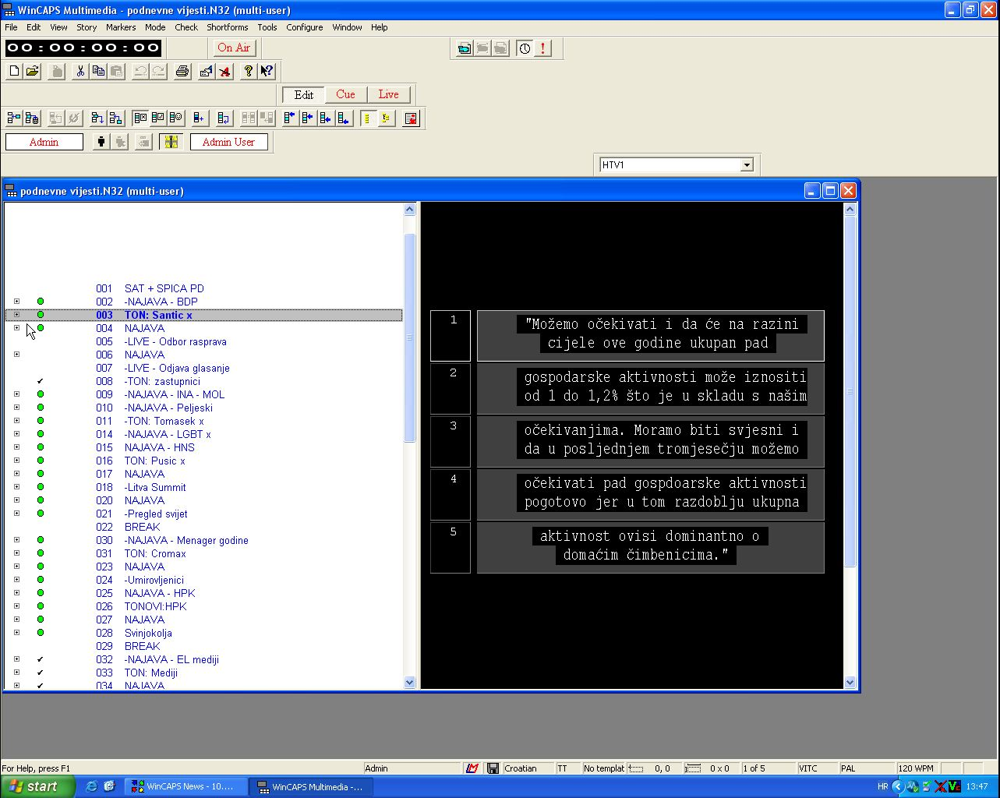 WinCAPS Multimedia - podnevne vijesti.N32 (multi-user)
File Edit View Story Markers Mode Check Shortforms Tools Configure Window Help
00:00:00:00
On Air
Edit Cue Live
Admin Admin User
HTV1
podnevne vijesti.N32 (multi-user)
001 SAT + SPICA PD
002 -NAJAVA - BDP
003 TON: Santic x
004 NAJAVA
005 -LIVE - Odbor rasprava
006 NAJAVA
007 -LIVE - Odjava glasanje
008 -TON: zastupnici
009 -NAJAVA - INA - MOL
010 -NAJAVA - Peljeski
011 -TON: Tomasek x
014 -NAJAVA - LGBT x
015 NAJAVA - HNS
016 TON: Pusic x
017 NAJAVA
018 -Litva Summit
020 NAJAVA
021 -Pregled svijet
022 BREAK
030 -NAJAVA - Menager godine
031 TON: Cromax
023 NAJAVA
024 -Umirovljenici
025 NAJAVA - HPK
026 TONOVI:HPK
027 NAJAVA
028 Svinjokolja
029 BREAK
032 -NAJAVA - EL mediji
033 TON: Mediji
034 NAJAVA
1
"Možemo očekivati i da će na razini
cijele ove godine ukupan pad
2
gospodarske aktivnosti može iznositi
od 1 do 1,2% što je u skladu s našim
3
očekivanjima. Moramo biti svjesni i
da u posljednjem tromjesečju možemo
4
očekivati pad gospdoarske aktivnosti
pogotovo jer u tom razdoblju ukupna
5
aktivnost ovisi dominantno o
domaćim čimbenicima."
For Help, press F1 Admin Croatian TT No templat 0, 0 0 x 0 1 of 5 VITC PAL 120 WPM
start WinCAPS News - 10.... WinCAPS Multimedia -... HR 13:47